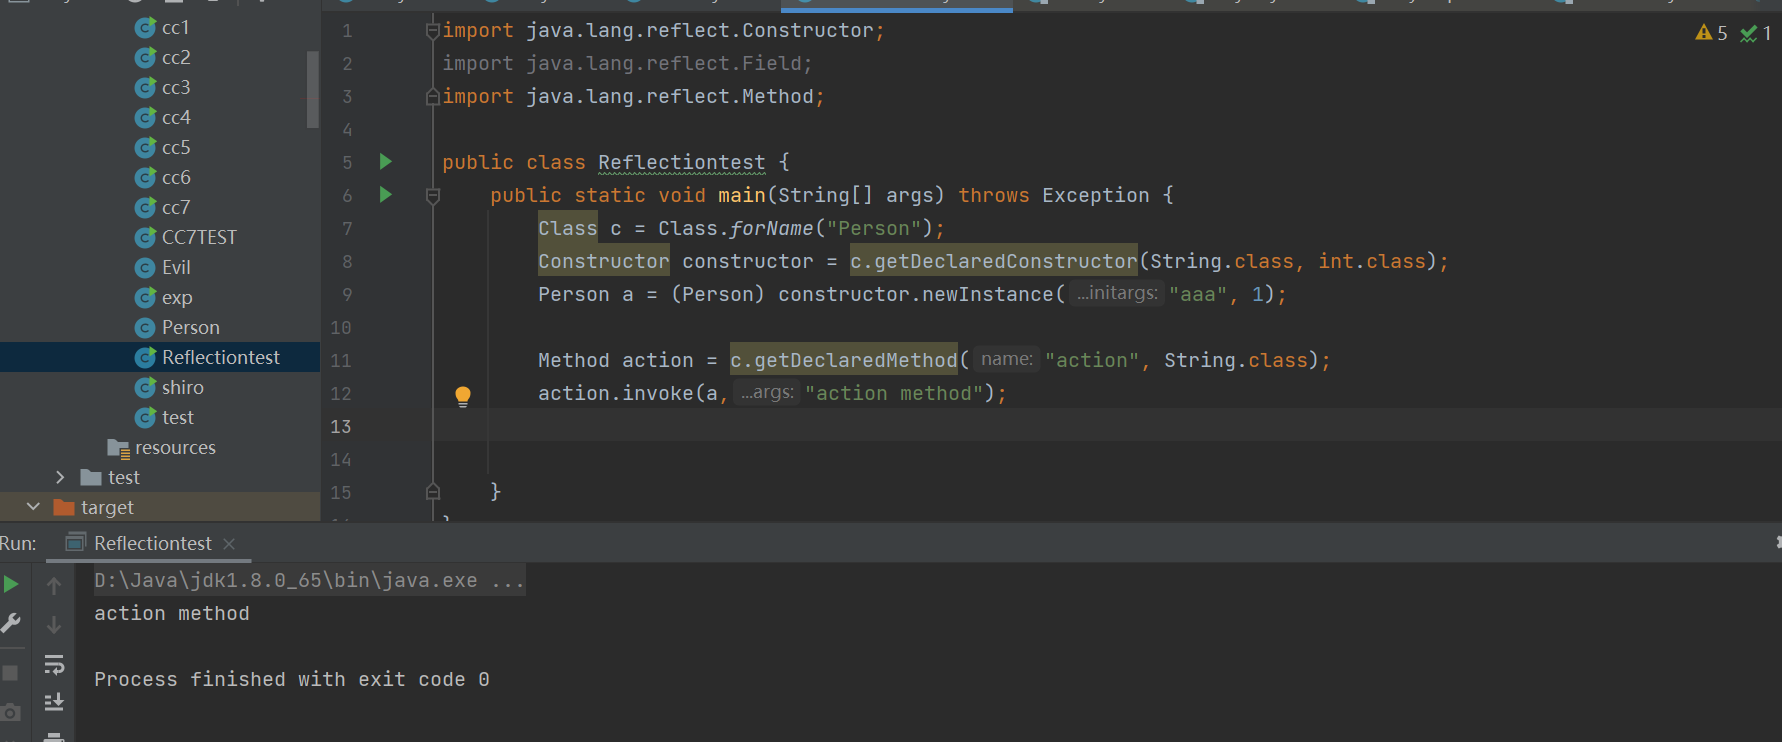 cc1
cc2
cc3
cc4
cc5
cc6
cc7
CC7TEST
Evil
exp
Person
Reflectiontest
shiro
test
resources
test
target
5 1
1 import java.lang.reflect.Constructor;
2 import java.lang.reflect.Field;
3 import java.lang.reflect.Method;
4
5 public class Reflectiontest {
6 public static void main(String[] args) throws Exception {
7 Class c = Class.forName("Person");
8 Constructor constructor = c.getDeclaredConstructor(String.class, int.class);
9 Person a = (Person) constructor.newInstance( ...initargs: "aaa", 1);
10
11 Method action = c.getDeclaredMethod( name: "action", String.class);
12 action.invoke(a, ...args: "action method");
13
14
15 }
Run: Reflectiontest
D:\Java\jdk1.8.0_65\bin\java.exe ...
action method
Process finished with exit code 0